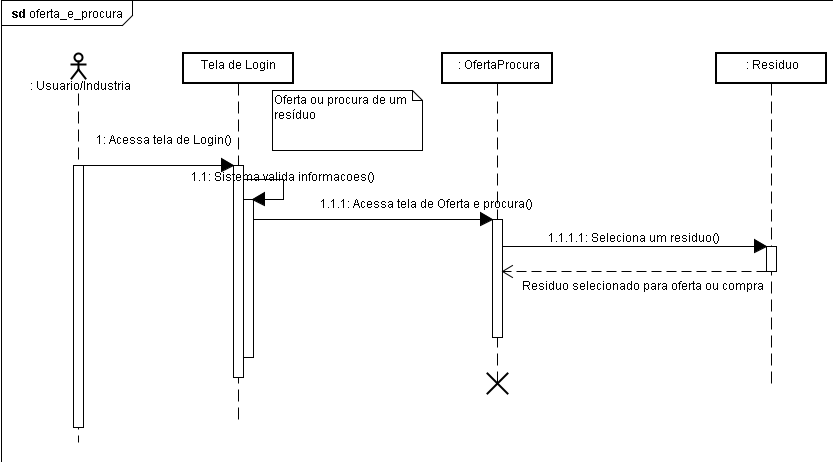 sd oferta_e_procura
: Usuario/Industria
Tela de Login
: OfertaProcura
: Residuo
Oferta ou procura de um
resíduo
1: Acessa tela de Login()
1.1: Sistema valida informacoes()
1.1.1: Acessa tela de Oferta e procura()
1.1.1.1: Seleciona um residuo()
Residuo selecionado para oferta ou compra